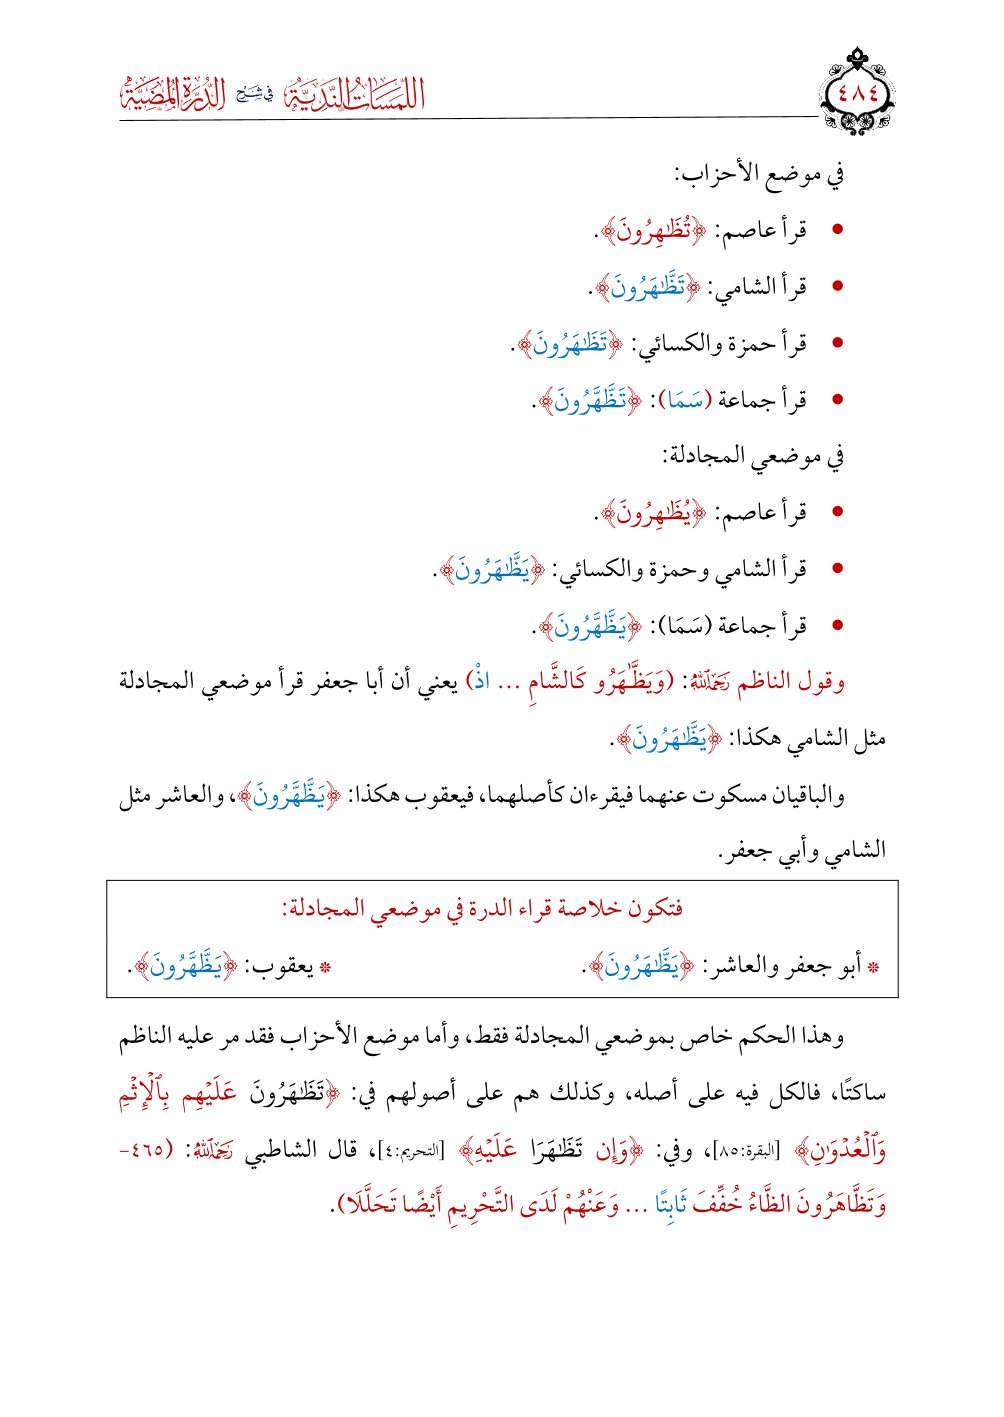 ٤٨٤
اللمسات الندية في شرح الدرة المضية
في موضع الأحزاب:
• قرأ عاصم: ﴿تُظَٰهِرُونَ﴾.
• قرأ الشامي: ﴿تَظَّٰهَرُونَ﴾.
• قرأ حمزة والكسائي: ﴿تَظَٰهَرُونَ﴾.
• قرأ جماعة (سَمَا): ﴿تَظَّهَّرُونَ﴾.
في موضعي المجادلة:
• قرأ عاصم: ﴿يُظَٰهِرُونَ﴾.
• قرأ الشامي وحمزة والكسائي: ﴿يَظَّٰهَرُونَ﴾.
• قرأ جماعة (سَمَا): ﴿يَظَّهَّرُونَ﴾.
وقول الناظم رَحِمَهُ ٱللَّهُ: (وَيَظَّٰهَرُو كَالشَّامِ ... اذْ) يعني أن أبا جعفر قرأ موضعي المجادلة
مثل الشامي هكذا: ﴿يَظَّٰهَرُونَ﴾.
والباقيان مسكوت عنهما فيقرءان كأصلهما، فيعقوب هكذا: ﴿يَظَّهَّرُونَ﴾، والعاشر مثل
الشامي وأبي جعفر.
فتكون خلاصة قراء الدرة في موضعي المجادلة:
* أبو جعفر والعاشر: ﴿يَظَّٰهَرُونَ﴾. * يعقوب: ﴿يَظَّهَّرُونَ﴾.
وهذا الحكم خاص بموضعي المجادلة فقط، وأما موضع الأحزاب فقد مر عليه الناظم
ساكتًا، فالكل فيه على أصله، وكذلك هم على أصولهم في: ﴿تَظَٰهَرُونَ عَلَيْهِم بِٱلْإِثْمِ
وَٱلْعُدْوَٰنِ﴾ [البقرة:٨٥]، وفي: ﴿وَإِن تَظَٰهَرَا عَلَيْهِ﴾ [التحريم:٤]، قال الشاطبي رَحِمَهُ ٱللَّهُ: (٤٦٥-
وَتَظَّاهَرُونَ الظَّاءُ خُفِّفَ ثَابِتًا ... وَعَنْهُمْ لَدَى التَّحْرِيمِ أَيْضًا تَحَلَّلَا).